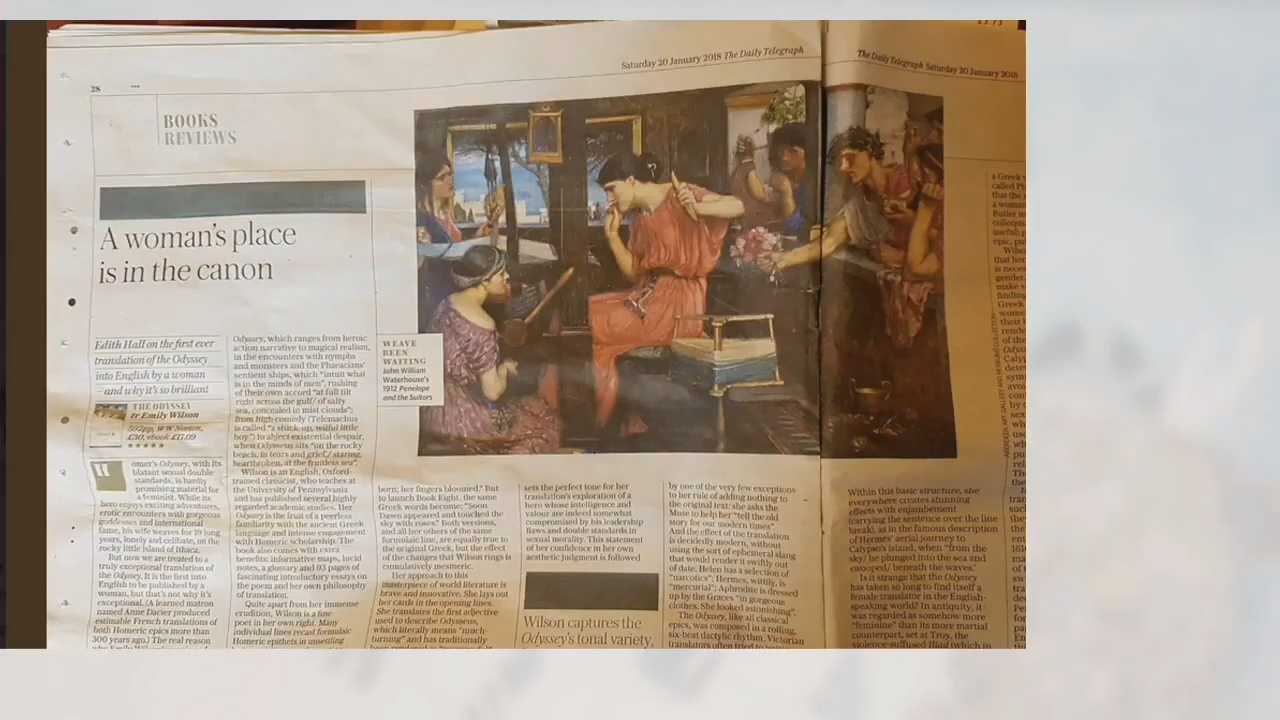 28
Saturday 20 January 2018 The Daily Telegraph
The Daily Telegraph Saturday 20 January 2018
BOOKS
REVIEWS
A woman's place
is in the canon
Edith Hall on the first ever
translation of the Odyssey
into English by a woman
– and why it's so brilliant
THE ODYSSEY
tr Emily Wilson
592pp, W W Norton,
£30, ebook £17.09
★★★★★
omer's Odyssey, with its
blatant sexual double
standards, is hardly
promising material for
a feminist. While its
hero enjoys exciting adventures,
erotic encounters with gorgeous
goddesses and international
fame, his wife weaves for 19 long
years, lonely and celibate, on the
rocky little island of Ithaca.
But now we are treated to a
truly exceptional translation of
the Odyssey. It is the first into
English to be published by a
woman, but that's not why it's
exceptional. (A learned matron
named Anne Dacier produced
estimable French translations of
both Homeric epics more than
300 years ago.) The real reason
Odyssey, which ranges from heroic
action narrative to magical realism,
in the encounters with nymphs
and monsters and the Phaeacians'
sentient ships, which "intuit what
is in the minds of men", rushing
of their own accord "at full tilt
right across the gulf/ of salty
sea, concealed in mist clouds";
from high comedy (Telemachus
is called "a stuck-up, wilful little
boy") to abject existential despair,
when Odysseus sits "on the rocky
beach, in tears and grief,/ staring,
heartbroken, at the fruitless sea".
Wilson is an English, Oxford-
trained classicist, who teaches at
the University of Pennsylvania
and has published several highly
regarded academic studies. Her
Odyssey is the fruit of a peerless
familiarity with the ancient Greek
language and intense engagement
with Homeric scholarship. The
book also comes with extra
benefits: informative maps, lucid
notes, a glossary and 93 pages of
fascinating introductory essays on
the poem and her own philosophy
of translation.
Quite apart from her immense
erudition, Wilson is a fine
poet in her own right. Many
individual lines recast formulaic
Homeric epithets in unsettling
WEAVE
BEEN
WAITING
John William
Waterhouse's
1912 Penelope
and the Suitors
born; her fingers bloomed." But
to launch Book Eight, the same
Greek words become: "Soon
Dawn appeared and touched the
sky with roses." Both versions,
and all her others of the same
formulaic line, are equally true to
the original Greek, but the effect
of the changes that Wilson rings is
cumulatively mesmeric.
Her approach to this
masterpiece of world literature is
brave and innovative. She lays out
her cards in the opening lines.
She translates the first adjective
used to describe Odysseus,
which literally means "much-
turning" and has traditionally
sets the perfect tone for her
translation's exploration of a
hero whose intelligence and
valour are indeed somewhat
compromised by his leadership
flaws and double standards in
sexual morality. This statement
of her confidence in her own
aesthetic judgment is followed
Wilson captures the
Odyssey's tonal variety,
by one of the very few exceptions
to her rule of adding nothing to
the original text: she asks the
Muse to help her "tell the old
story for our modern times".
And the effect of the translation
is decidedly modern, without
using the sort of ephemeral slang
that would render it swiftly out
of date. Helen has a selection of
"narcotics"; Hermes, wittily, is
"mercurial"; Aphrodite is dressed
up by the Graces "in gorgeous
clothes. She looked astonishing".
The Odyssey, like all classical
epics, was composed in a rolling,
six-beat dactylic rhythm. Victorian
translators often tried to
Within this basic structure, she
everywhere creates stunning
effects with enjambement
(carrying the sentence over the line
break), as in the famous description
of Hermes' aerial journey to
Calypso's island, when "from the
sky/ he plunged into the sea and
swooped/ beneath the waves."
Is it strange that the Odyssey
has taken so long to find itself a
female translator in the English-
speaking world? In antiquity, it
was regarded as somehow more
"feminine" than its more martial
counterpart, set at Troy, the
violence-suffused Iliad (which in